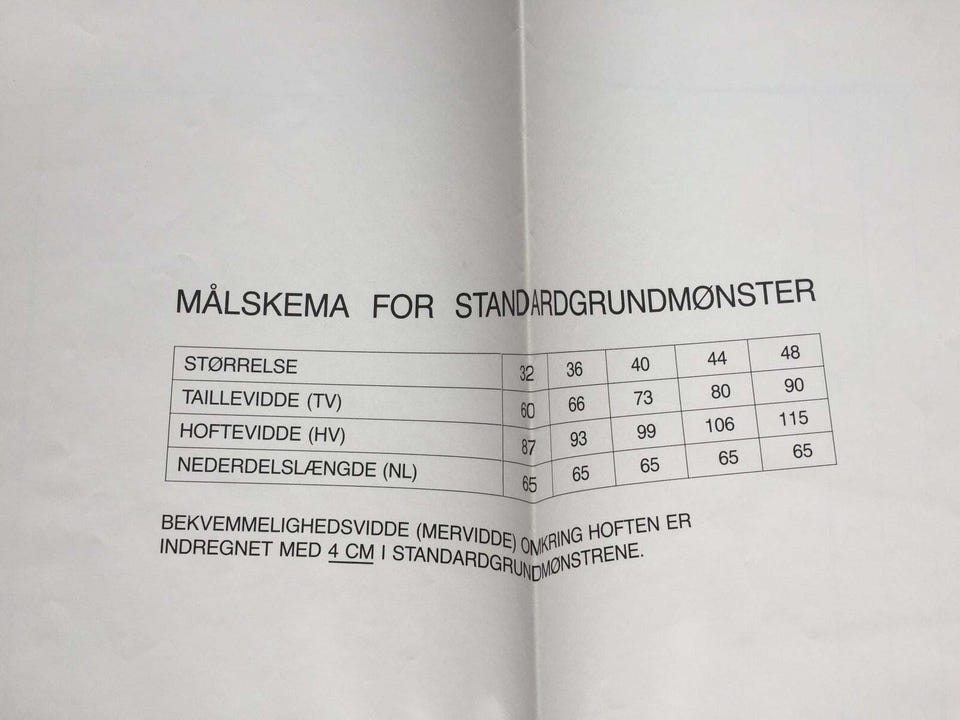 MÅLSKEMA FOR STANDARDGRUNDMØNSTER
STØRRELSE 32 36 40 44 48
TAILLEVIDDE (TV) 60 66 73 80 90
HOFTEVIDDE (HV) 87 93 99 106 115
NEDERDELSLÆNGDE (NL) 65 65 65 65 65
BEKVEMMELIGHEDSVIDDE (MERVIDDE) OMKRING HOFTEN ER
INDREGNET MED 4 CM I STANDARDGRUNDMØNSTRENE.